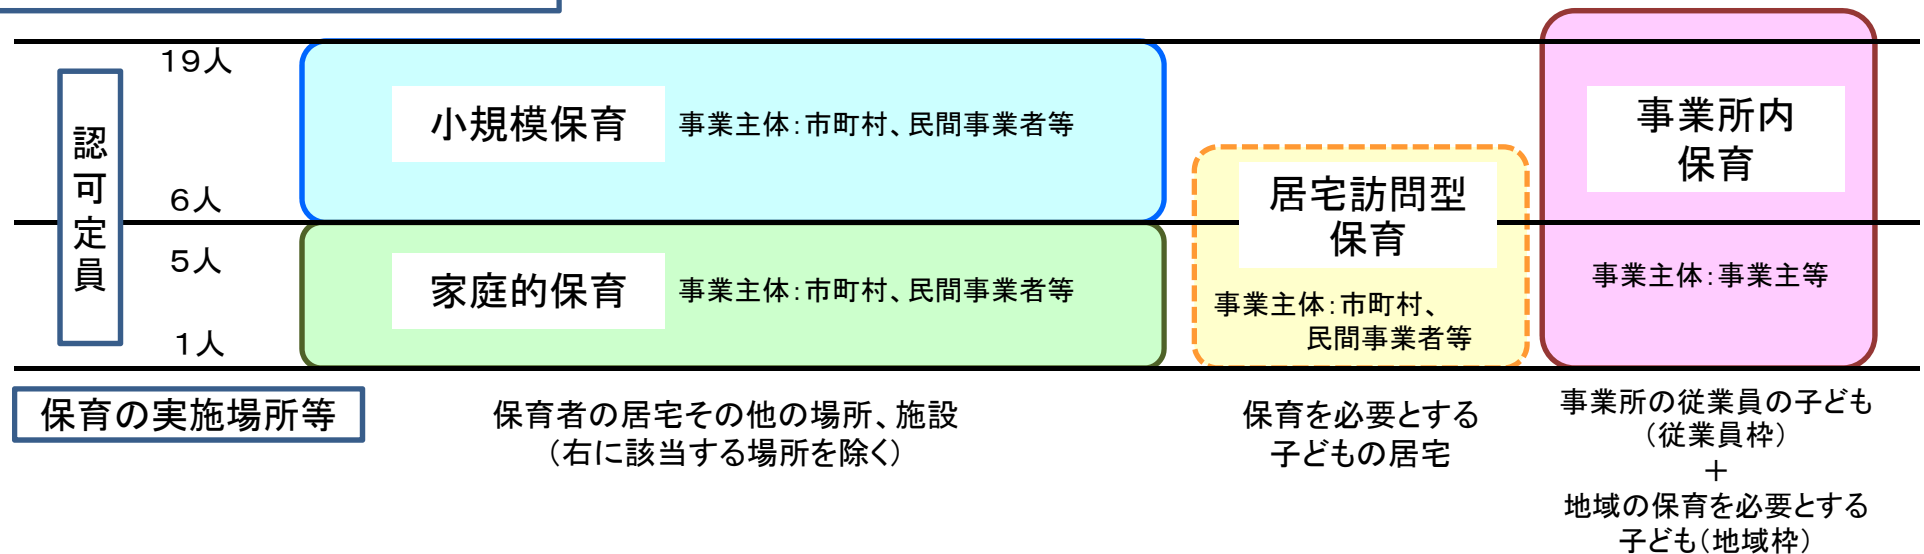 認可定員
19人
6人
5人
1人
小規模保育
事業主体:市町村、民間事業者等
家庭的保育
事業主体:市町村、民間事業者等
居宅訪問型
保育
事業主体:市町村、
民間事業者等
事業所内
保育
事業主体:事業主等
保育の実施場所等
保育者の居宅その他の場所、施設
(右に該当する場所を除く)
保育を必要とする
子どもの居宅
事業所の従業員の子ども
(従業員枠)
+
地域の保育を必要とする
子ども(地域枠)